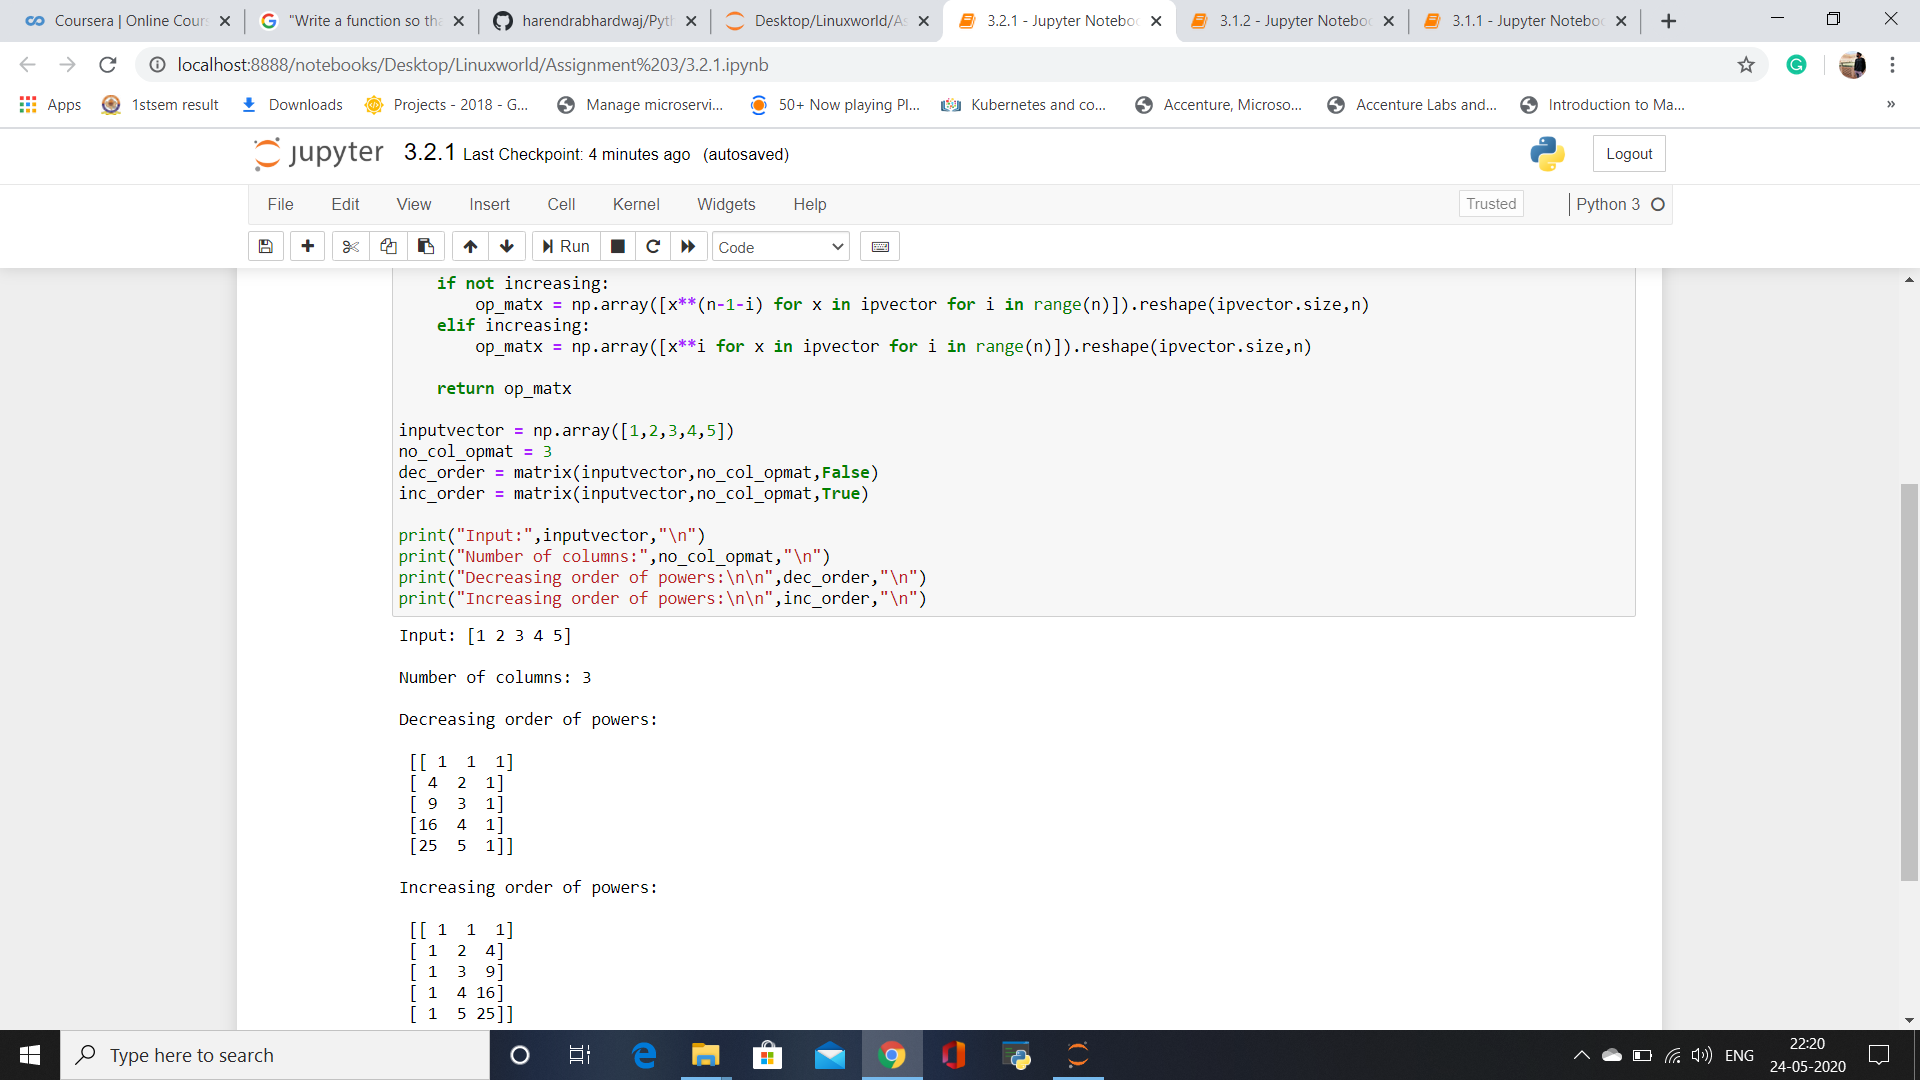 Coursera | Online Cour
"Write a function so tha
harendrabhardwaj/Pyth
Desktop/Linuxworld/As
3.2.1 - Jupyter Notebo
3.1.2 - Jupyter Notebo
3.1.1 - Jupyter Notebo
localhost:8888/notebooks/Desktop/Linuxworld/Assignment%203/3.2.1.ipynb
Apps 1stsem result Downloads Projects - 2018 - G... Manage microservi... 50+ Now playing Pl... Kubernetes and co... Accenture, Microso... Accenture Labs and... Introduction to Ma... »
jupyter 3.2.1 Last Checkpoint: 4 minutes ago (autosaved) Logout
File Edit View Insert Cell Kernel Widgets Help Trusted Python 3
Run Code
if not increasing:
op_matx = np.array([x**(n-1-i) for x in ipvector for i in range(n)]).reshape(ipvector.size,n)
elif increasing:
op_matx = np.array([x**i for x in ipvector for i in range(n)]).reshape(ipvector.size,n)
return op_matx
inputvector = np.array([1,2,3,4,5])
no_col_opmat = 3
dec_order = matrix(inputvector,no_col_opmat,False)
inc_order = matrix(inputvector,no_col_opmat,True)
print("Input:",inputvector,"\n")
print("Number of columns:",no_col_opmat,"\n")
print("Decreasing order of powers:\n\n",dec_order,"\n")
print("Increasing order of powers:\n\n",inc_order,"\n")
Input: [1 2 3 4 5]
Number of columns: 3
Decreasing order of powers:
[[ 1  1  1]
[ 4  2  1]
[ 9  3  1]
[16  4  1]
[25  5  1]]
Increasing order of powers:
[[ 1  1  1]
[ 1  2  4]
[ 1  3  9]
[ 1  4 16]
[ 1  5 25]]
Type here to search
ENG
22:20
24-05-2020